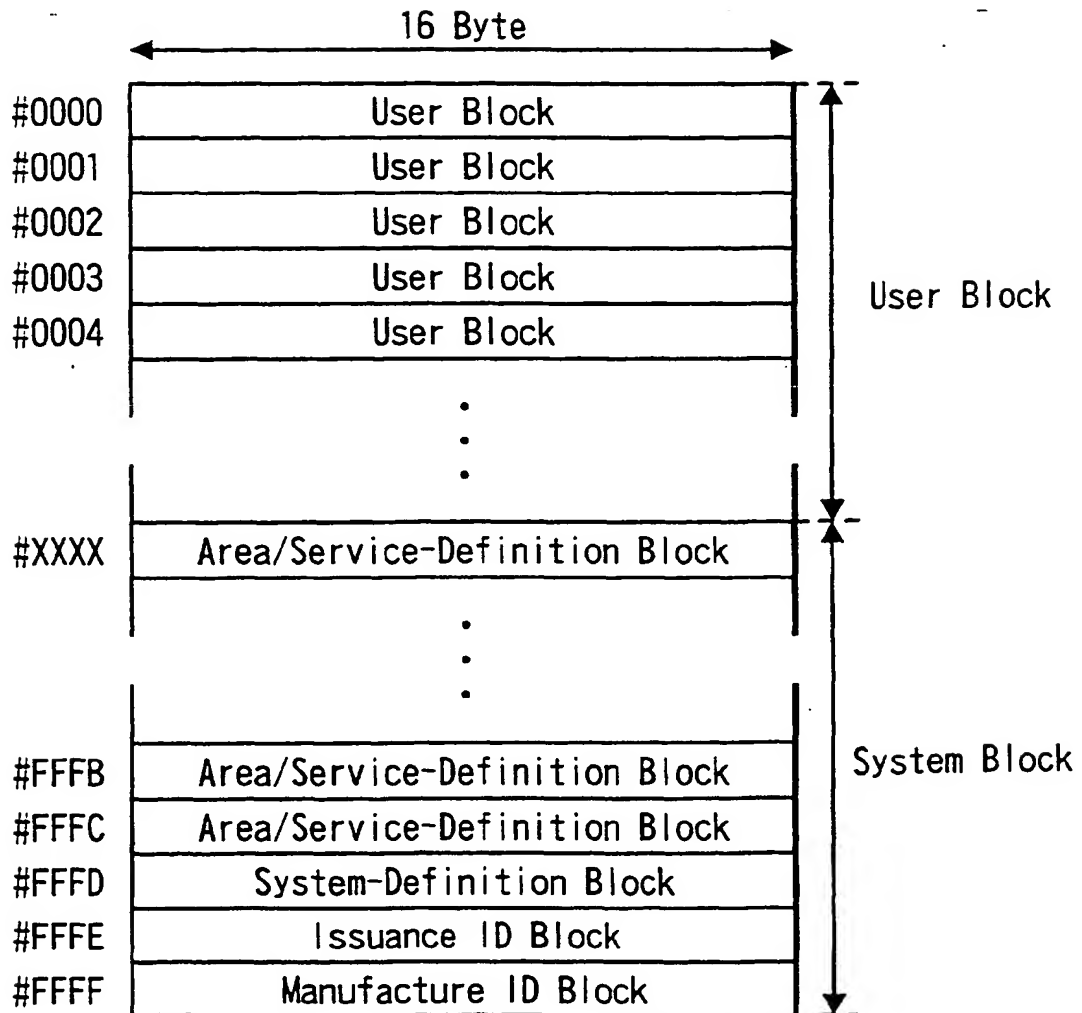 16 Byte
#0000 User Block
#0001 User Block
#0002 User Block
#0003 User Block
#0004 User Block
User Block
#XXXX Area/Service-Definition Block
#FFFB Area/Service-Definition Block
System Block
#FFFC Area/Service-Definition Block
#FFFD System-Definition Block
#FFFE Issuance ID Block
#FFFF Manufacture ID Block